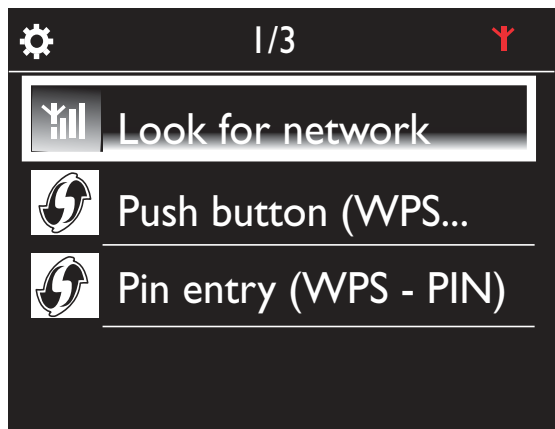 1/3
Look for network
Push button (WPS...
Pin entry (WPS - PIN)